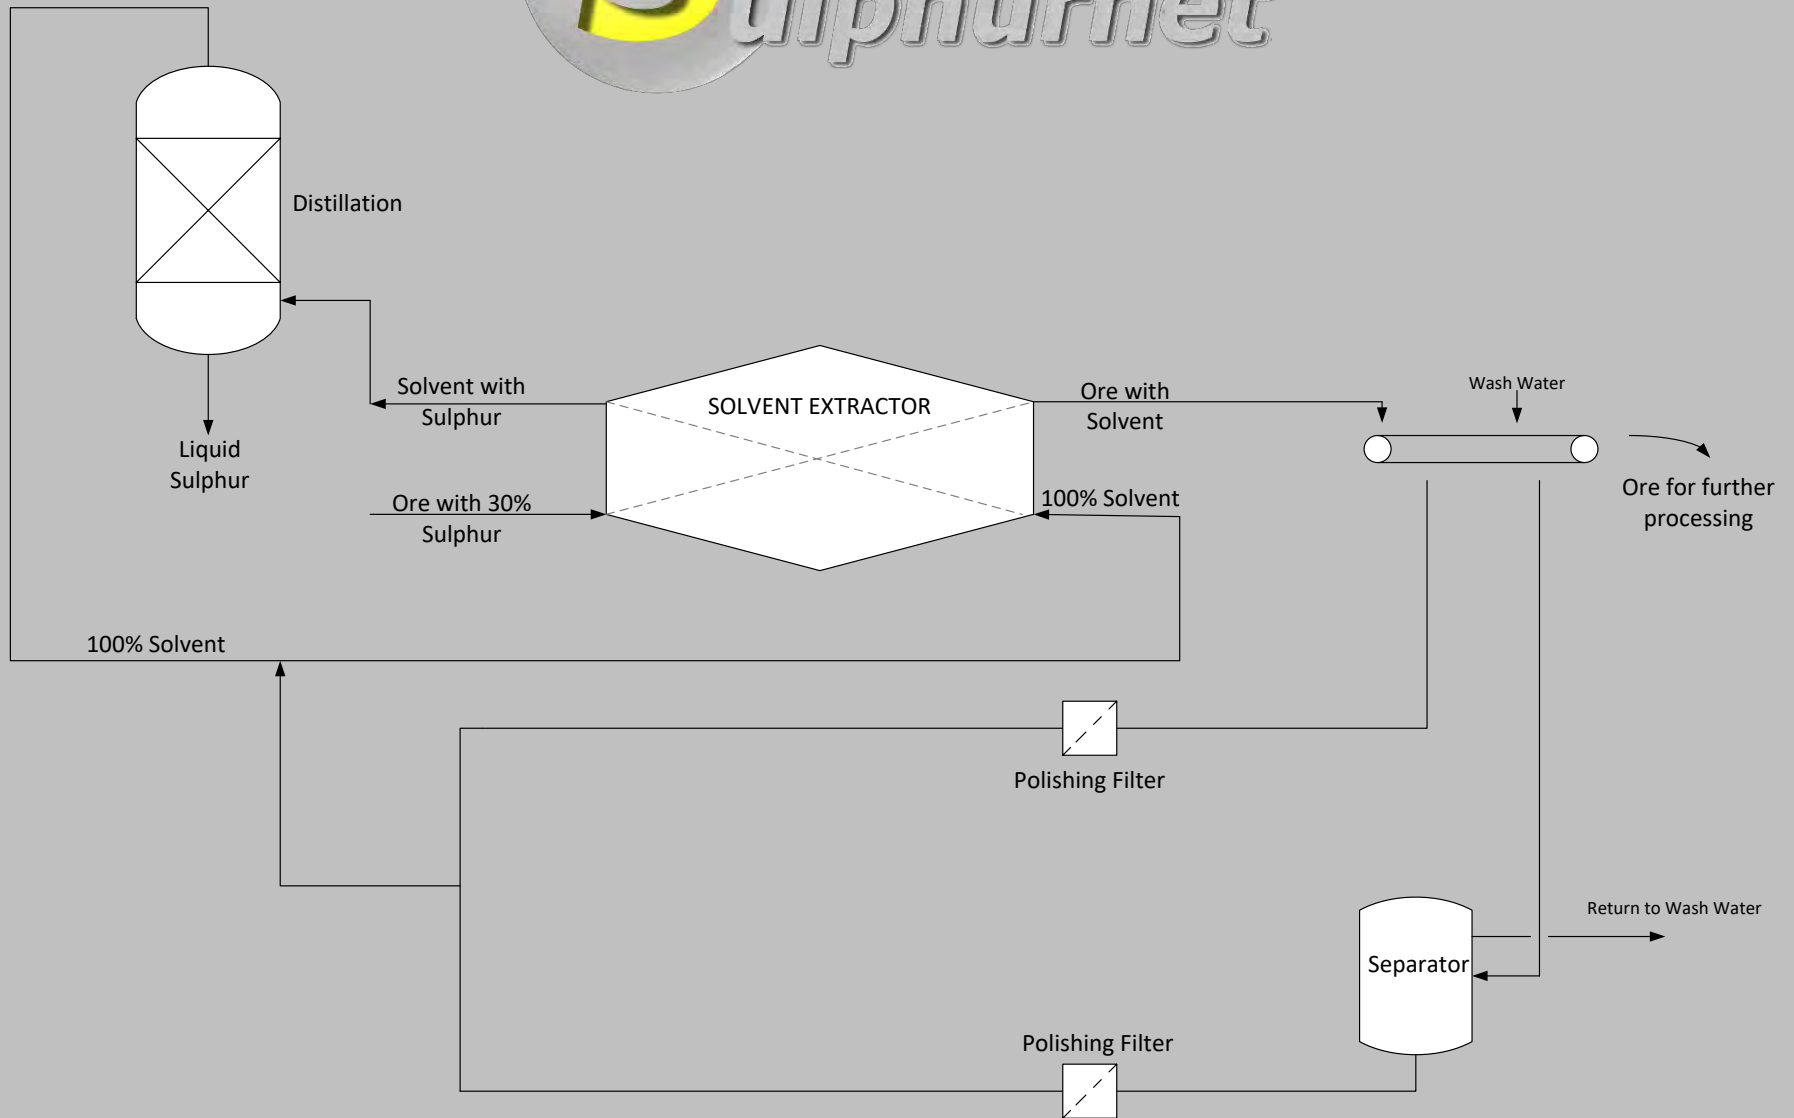 Sulphurnet
Distillation
Solvent with
Sulphur
SOLVENT EXTRACTOR
Ore with
Solvent
Wash Water
Liquid
Sulphur
Ore with 30%
Sulphur
100% Solvent
Ore for further
processing
100% Solvent
Polishing Filter
Return to Wash Water
Separator
Polishing Filter